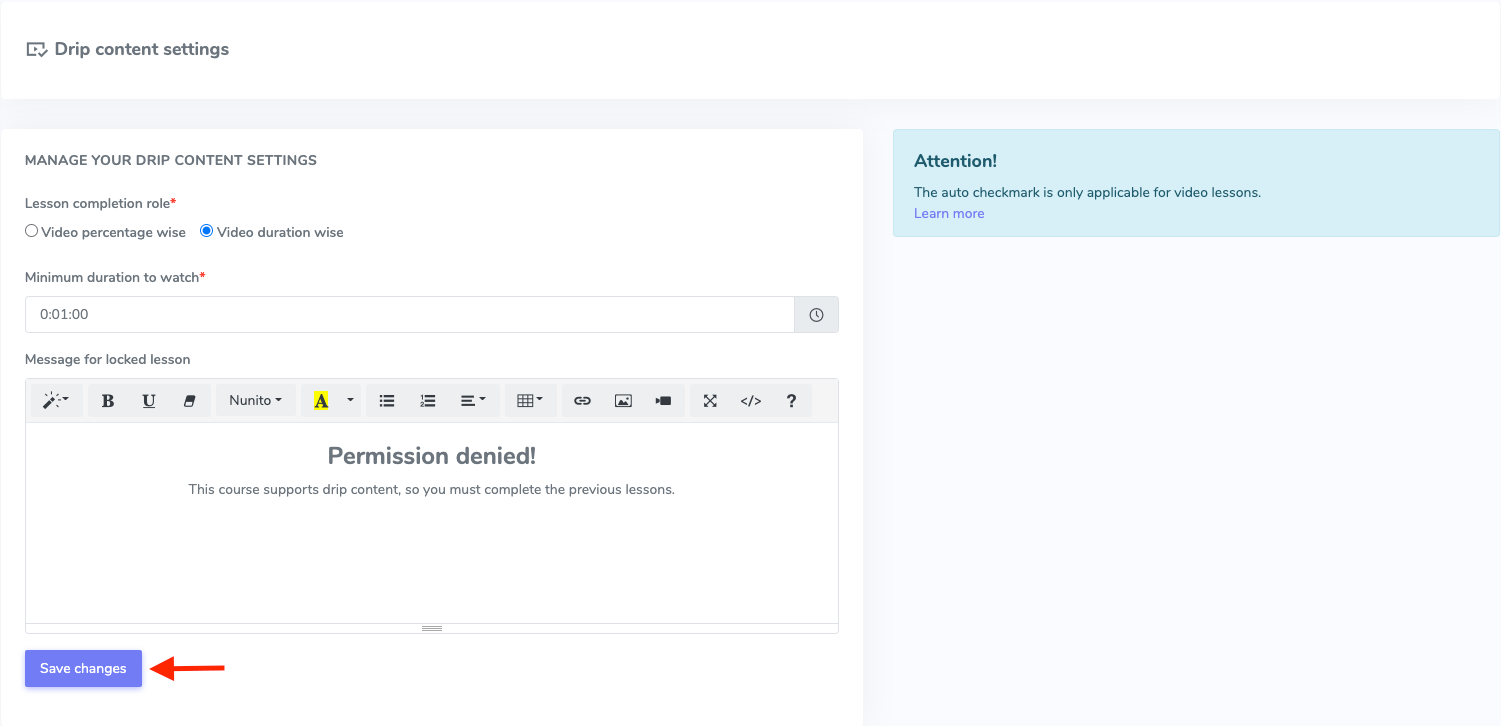 Drip content settings
MANAGE YOUR DRIP CONTENT SETTINGS
Lesson completion role*
Video percentage wise Video duration wise
Minimum duration to watch*
0:01:00
Message for locked lesson
B U Nunito A </> ?
Permission denied!
This course supports drip content, so you must complete the previous lessons.
Save changes
Attention!
The auto checkmark is only applicable for video lessons.
Learn more